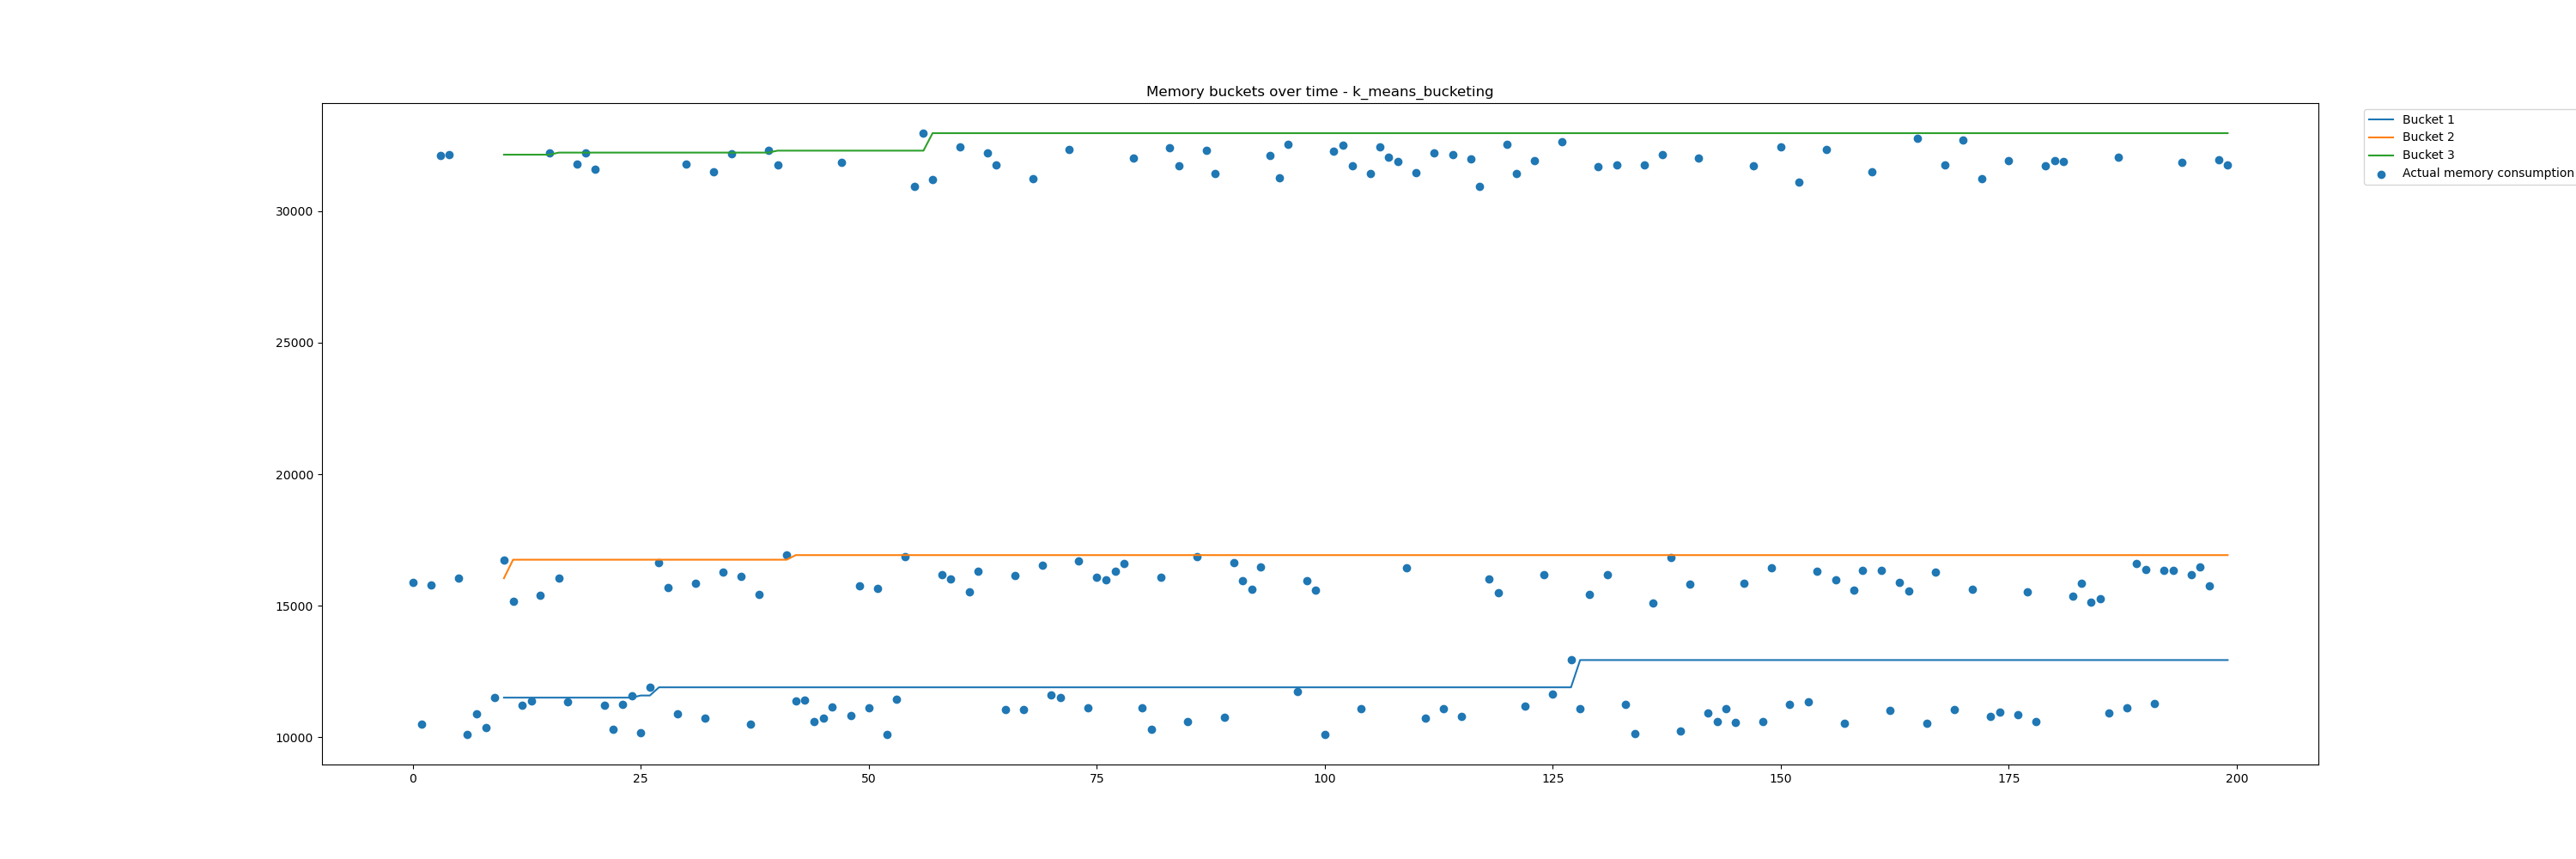 Memory buckets over time - k_means_bucketing
Bucket 1
Bucket 2
Bucket 3
Actual memory consumption
30000
25000
20000
15000
10000
0 25 50 75 100 125 150 175 200